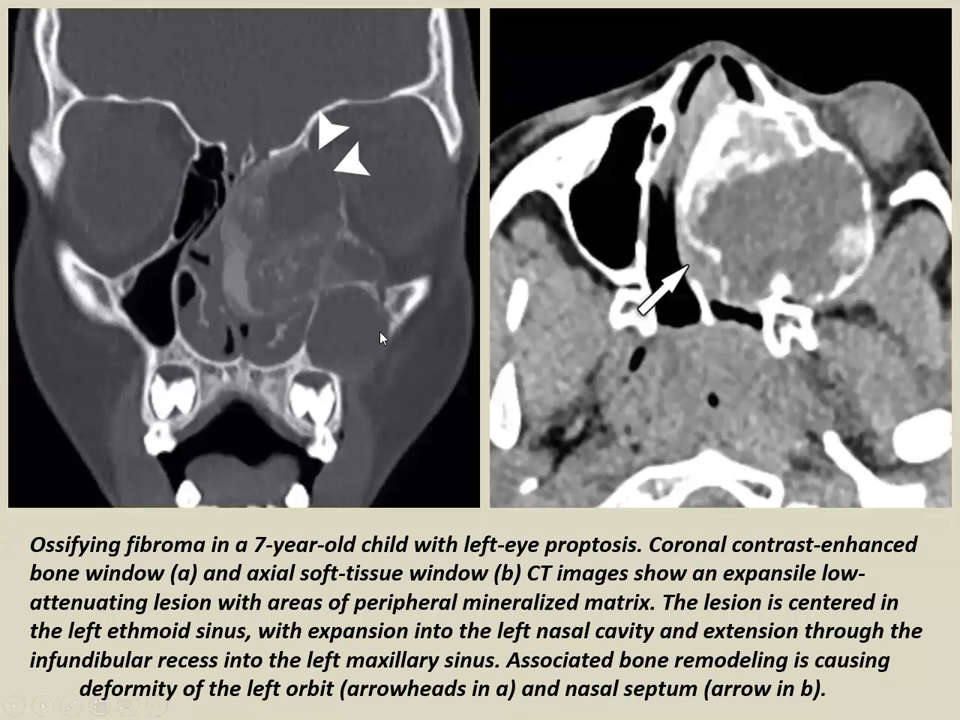 Ossifying fibroma in a 7-year-old child with left-eye proptosis. Coronal contrast-enhanced
bone window (a) and axial soft-tissue window (b) CT images show an expansile low-
attenuating lesion with areas of peripheral mineralized matrix. The lesion is centered in
the left ethmoid sinus, with expansion into the left nasal cavity and extension through the
infundibular recess into the left maxillary sinus. Associated bone remodeling is causing
deformity of the left orbit (arrowheads in a) and nasal septum (arrow in b).